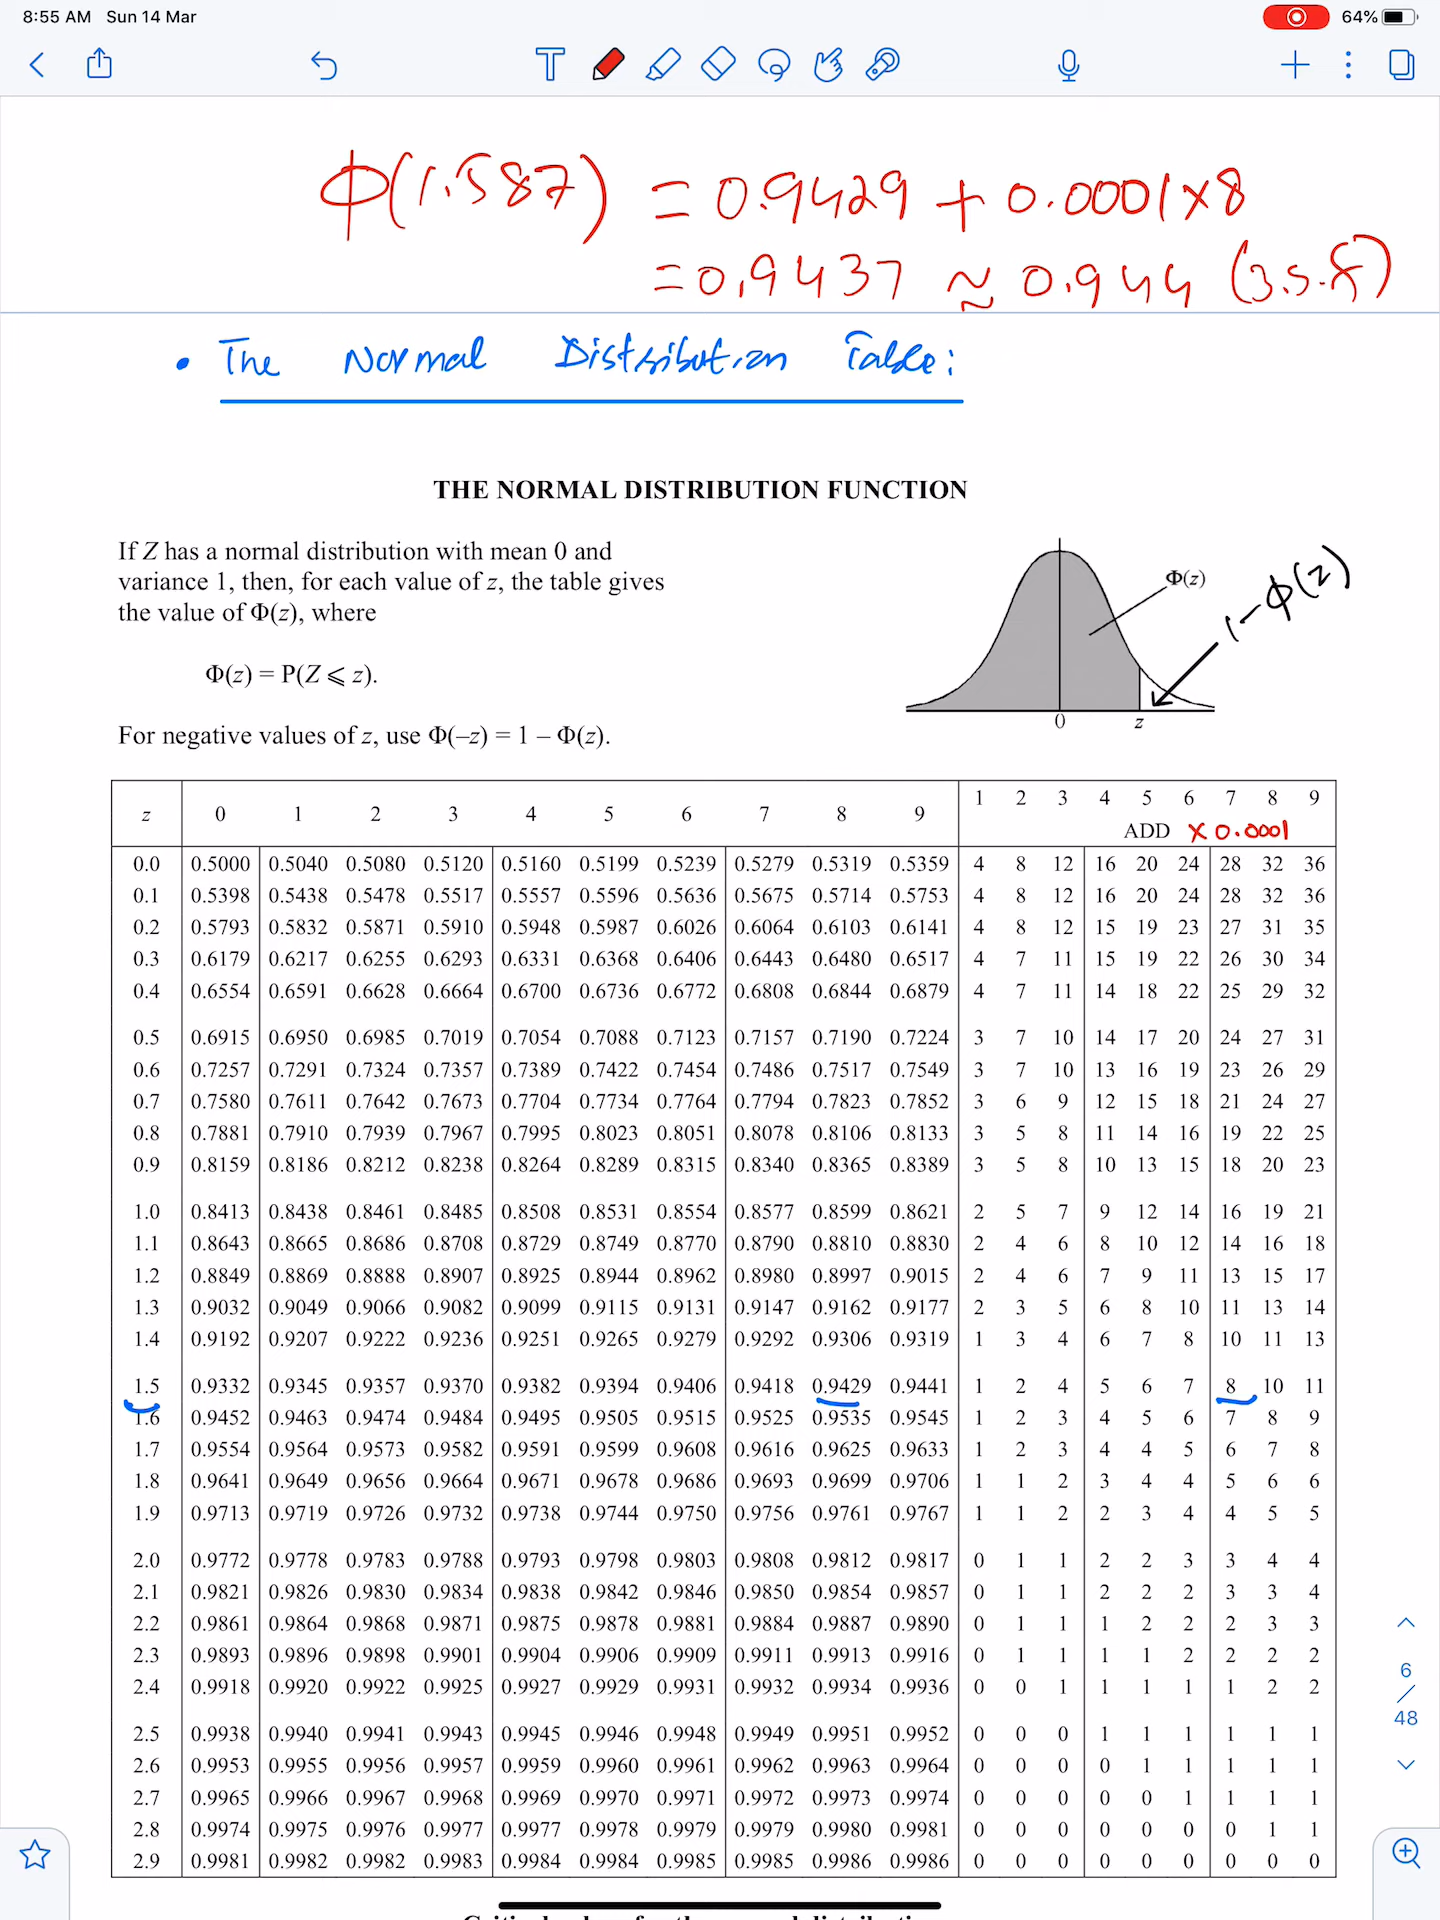 8:55 AM Sun 14 Mar 64%
T
Φ(1.587) = 0.9429 + 0.0001×8
=0.9437 ≈ 0.944 (3.s.f)
• The Normal Distribution Table:
THE NORMAL DISTRIBUTION FUNCTION
If Z has a normal distribution with mean 0 and
variance 1, then, for each value of z, the table gives
the value of Φ(z), where
Φ(z) = P(Z ⩽ z).
For negative values of z, use Φ(−z) = 1 − Φ(z).
Φ(z)
1−Φ(z)
0 z
z 0 1 2 3 4 5 6 7 8 9 1 2 3 4 5 6 7 8 9
ADD × 0.0001
0.0 0.5000 0.5040 0.5080 0.5120 0.5160 0.5199 0.5239 0.5279 0.5319 0.5359 4 8 12 16 20 24 28 32 36
0.1 0.5398 0.5438 0.5478 0.5517 0.5557 0.5596 0.5636 0.5675 0.5714 0.5753 4 8 12 16 20 24 28 32 36
0.2 0.5793 0.5832 0.5871 0.5910 0.5948 0.5987 0.6026 0.6064 0.6103 0.6141 4 8 12 15 19 23 27 31 35
0.3 0.6179 0.6217 0.6255 0.6293 0.6331 0.6368 0.6406 0.6443 0.6480 0.6517 4 7 11 15 19 22 26 30 34
0.4 0.6554 0.6591 0.6628 0.6664 0.6700 0.6736 0.6772 0.6808 0.6844 0.6879 4 7 11 14 18 22 25 29 32
0.5 0.6915 0.6950 0.6985 0.7019 0.7054 0.7088 0.7123 0.7157 0.7190 0.7224 3 7 10 14 17 20 24 27 31
0.6 0.7257 0.7291 0.7324 0.7357 0.7389 0.7422 0.7454 0.7486 0.7517 0.7549 3 7 10 13 16 19 23 26 29
0.7 0.7580 0.7611 0.7642 0.7673 0.7704 0.7734 0.7764 0.7794 0.7823 0.7852 3 6 9 12 15 18 21 24 27
0.8 0.7881 0.7910 0.7939 0.7967 0.7995 0.8023 0.8051 0.8078 0.8106 0.8133 3 5 8 11 14 16 19 22 25
0.9 0.8159 0.8186 0.8212 0.8238 0.8264 0.8289 0.8315 0.8340 0.8365 0.8389 3 5 8 10 13 15 18 20 23
1.0 0.8413 0.8438 0.8461 0.8485 0.8508 0.8531 0.8554 0.8577 0.8599 0.8621 2 5 7 9 12 14 16 19 21
1.1 0.8643 0.8665 0.8686 0.8708 0.8729 0.8749 0.8770 0.8790 0.8810 0.8830 2 4 6 8 10 12 14 16 18
1.2 0.8849 0.8869 0.8888 0.8907 0.8925 0.8944 0.8962 0.8980 0.8997 0.9015 2 4 6 7 9 11 13 15 17
1.3 0.9032 0.9049 0.9066 0.9082 0.9099 0.9115 0.9131 0.9147 0.9162 0.9177 2 3 5 6 8 10 11 13 14
1.4 0.9192 0.9207 0.9222 0.9236 0.9251 0.9265 0.9279 0.9292 0.9306 0.9319 1 3 4 6 7 8 10 11 13
1.5 0.9332 0.9345 0.9357 0.9370 0.9382 0.9394 0.9406 0.9418 0.9429 0.9441 1 2 4 5 6 7 8 10 11
1.6 0.9452 0.9463 0.9474 0.9484 0.9495 0.9505 0.9515 0.9525 0.9535 0.9545 1 2 3 4 5 6 7 8 9
1.7 0.9554 0.9564 0.9573 0.9582 0.9591 0.9599 0.9608 0.9616 0.9625 0.9633 1 2 3 4 4 5 6 7 8
1.8 0.9641 0.9649 0.9656 0.9664 0.9671 0.9678 0.9686 0.9693 0.9699 0.9706 1 1 2 3 4 4 5 6 6
1.9 0.9713 0.9719 0.9726 0.9732 0.9738 0.9744 0.9750 0.9756 0.9761 0.9767 1 1 2 2 3 4 4 5 5
2.0 0.9772 0.9778 0.9783 0.9788 0.9793 0.9798 0.9803 0.9808 0.9812 0.9817 0 1 1 2 2 3 3 4 4
2.1 0.9821 0.9826 0.9830 0.9834 0.9838 0.9842 0.9846 0.9850 0.9854 0.9857 0 1 1 2 2 2 3 3 4
2.2 0.9861 0.9864 0.9868 0.9871 0.9875 0.9878 0.9881 0.9884 0.9887 0.9890 0 1 1 1 2 2 2 3 3
2.3 0.9893 0.9896 0.9898 0.9901 0.9904 0.9906 0.9909 0.9911 0.9913 0.9916 0 1 1 1 1 2 2 2 2
2.4 0.9918 0.9920 0.9922 0.9925 0.9927 0.9929 0.9931 0.9932 0.9934 0.9936 0 0 1 1 1 1 1 2 2
2.5 0.9938 0.9940 0.9941 0.9943 0.9945 0.9946 0.9948 0.9949 0.9951 0.9952 0 0 0 1 1 1 1 1 1
2.6 0.9953 0.9955 0.9956 0.9957 0.9959 0.9960 0.9961 0.9962 0.9963 0.9964 0 0 0 0 1 1 1 1 1
2.7 0.9965 0.9966 0.9967 0.9968 0.9969 0.9970 0.9971 0.9972 0.9973 0.9974 0 0 0 0 0 1 1 1 1
2.8 0.9974 0.9975 0.9976 0.9977 0.9977 0.9978 0.9979 0.9979 0.9980 0.9981 0 0 0 0 0 0 0 1 1
2.9 0.9981 0.9982 0.9982 0.9983 0.9984 0.9984 0.9985 0.9985 0.9986 0.9986 0 0 0 0 0 0 0 0 0
6
/
48